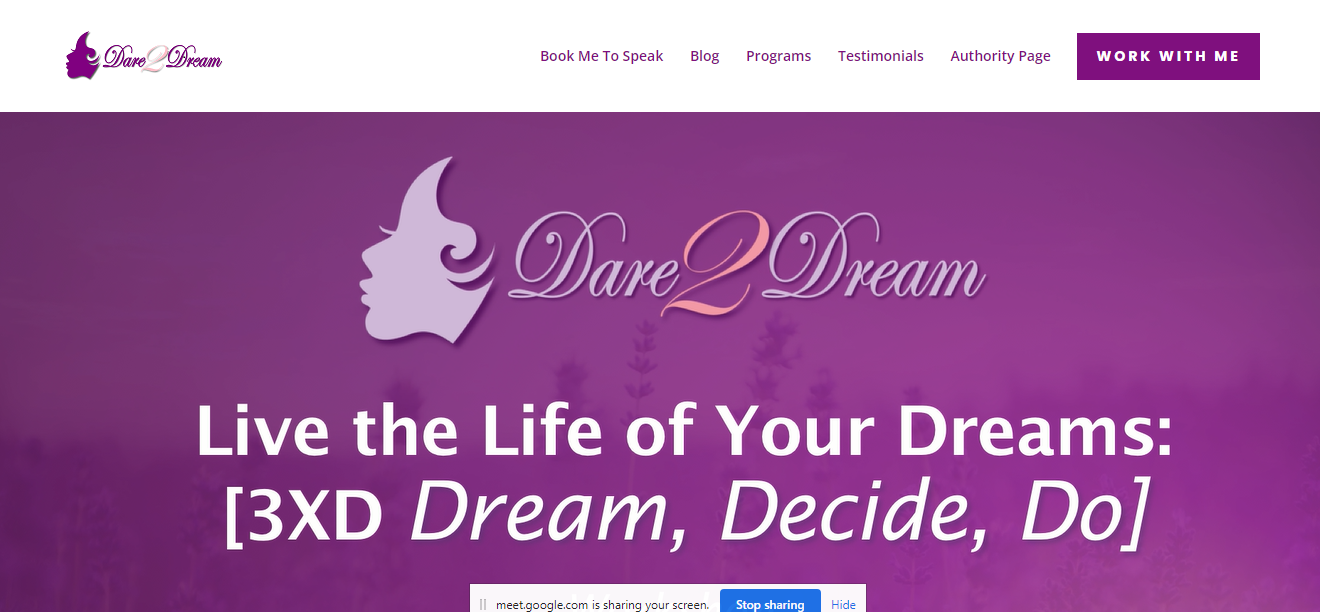 Dare2Dream
Book Me To Speak
Blog
Programs
Testimonials
Authority Page
WORK WITH ME
Dare2Dream
Live the Life of Your Dreams:
[3XD Dream, Decide, Do]
meet.google.com is sharing your screen.
Stop sharing
Hide